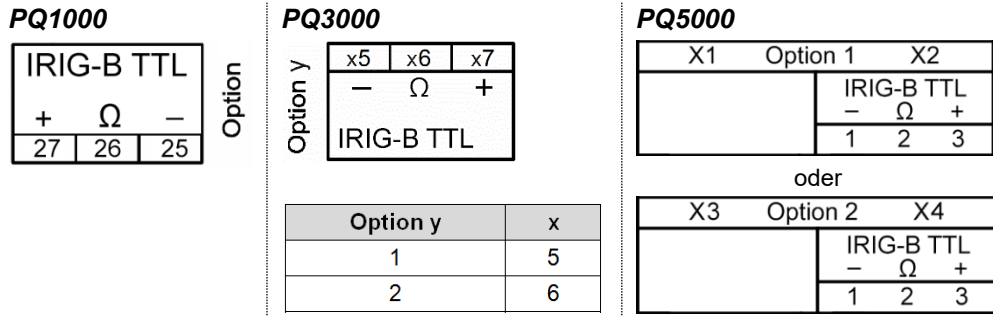 PQ1000
IRIG-B TTL
+ Ω –
27 26 25
Option
PQ3000
Option y
x5 x6 x7
– Ω +
IRIG-B TTL
Option y x
1 5
2 6
PQ5000
X1 Option 1 X2
IRIG-B TTL
– Ω +
1 2 3
oder
X3 Option 2 X4
IRIG-B TTL
– Ω +
1 2 3